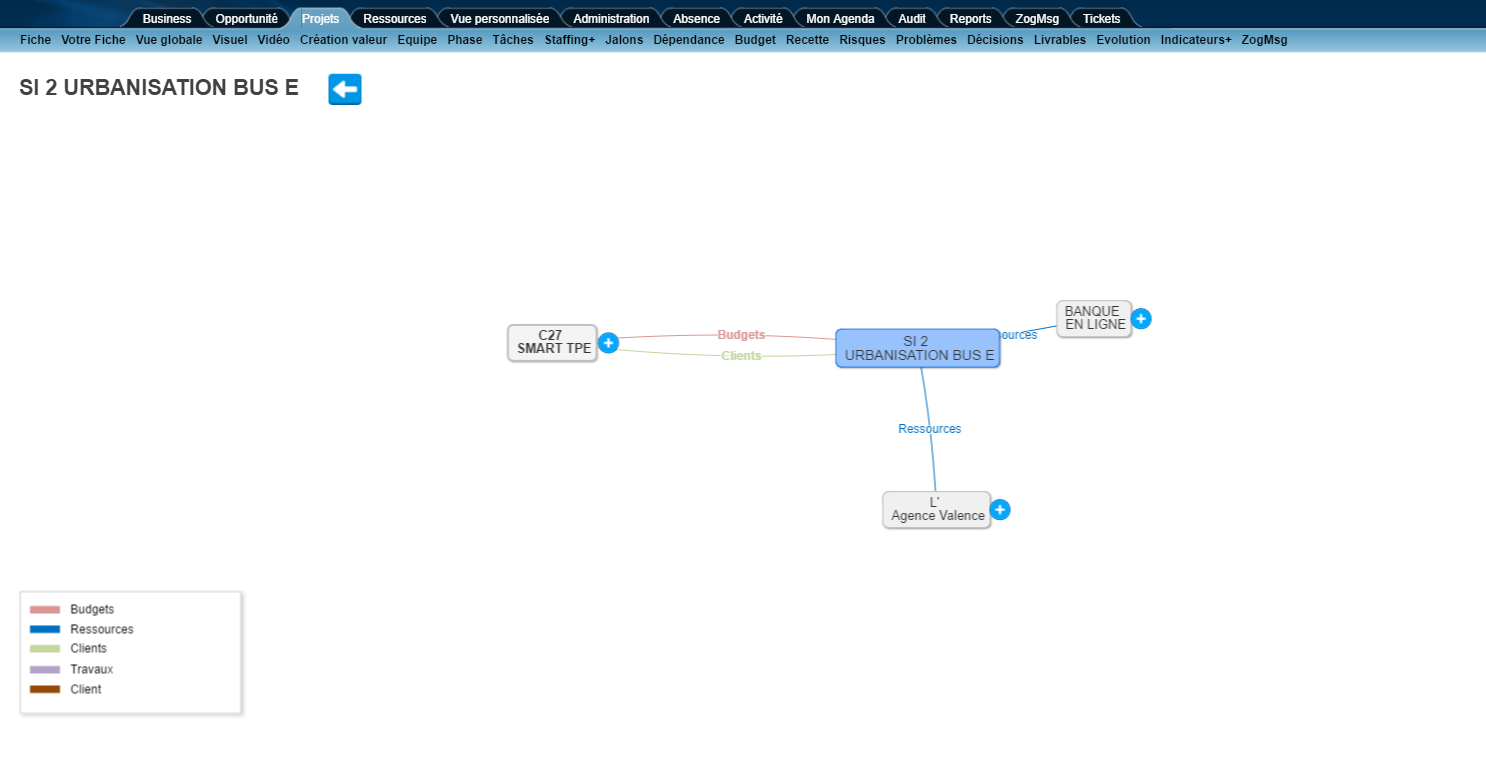 Business Opportunité Projets Ressources Vue personnalisée Administration Absence Activité Mon Agenda Audit Reports ZogMsg Tickets
Fiche Votre Fiche Vue globale Visuel Vidéo Création valeur Equipe Phase Tâches Staffing+ Jalons Dépendance Budget Recette Risques Problèmes Décisions Livrables Evolution Indicateurs+ ZogMsg
SI 2 URBANISATION BUS E
BANQUE
EN LIGNE
C27
SMART TPE
Budgets
Clients
SI 2
URBANISATION BUS E
ources
Ressources
L'
Agence Valence
Budgets
Ressources
Clients
Travaux
Client